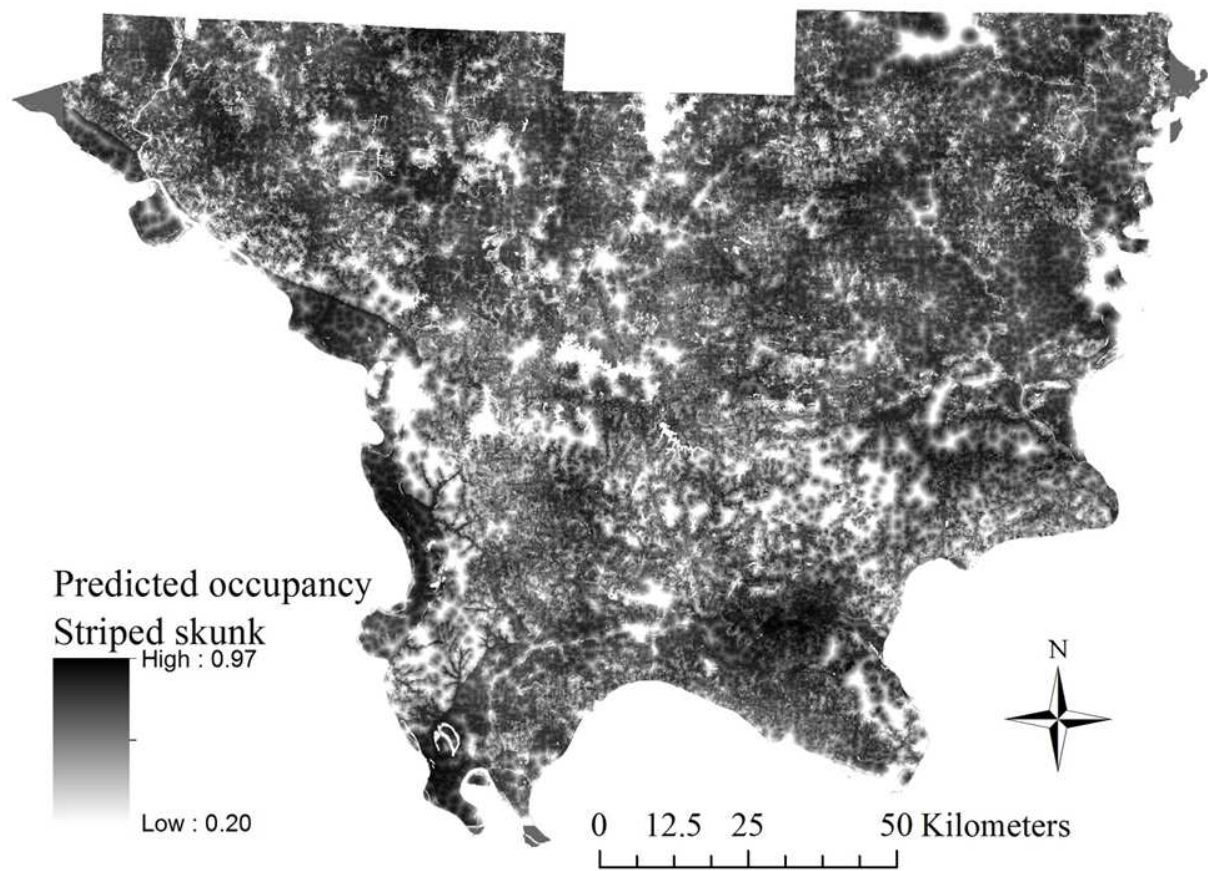 Predicted occupancy
Striped skunk
High : 0.97
Low : 0.20
N
0 12.5 25 50 Kilometers